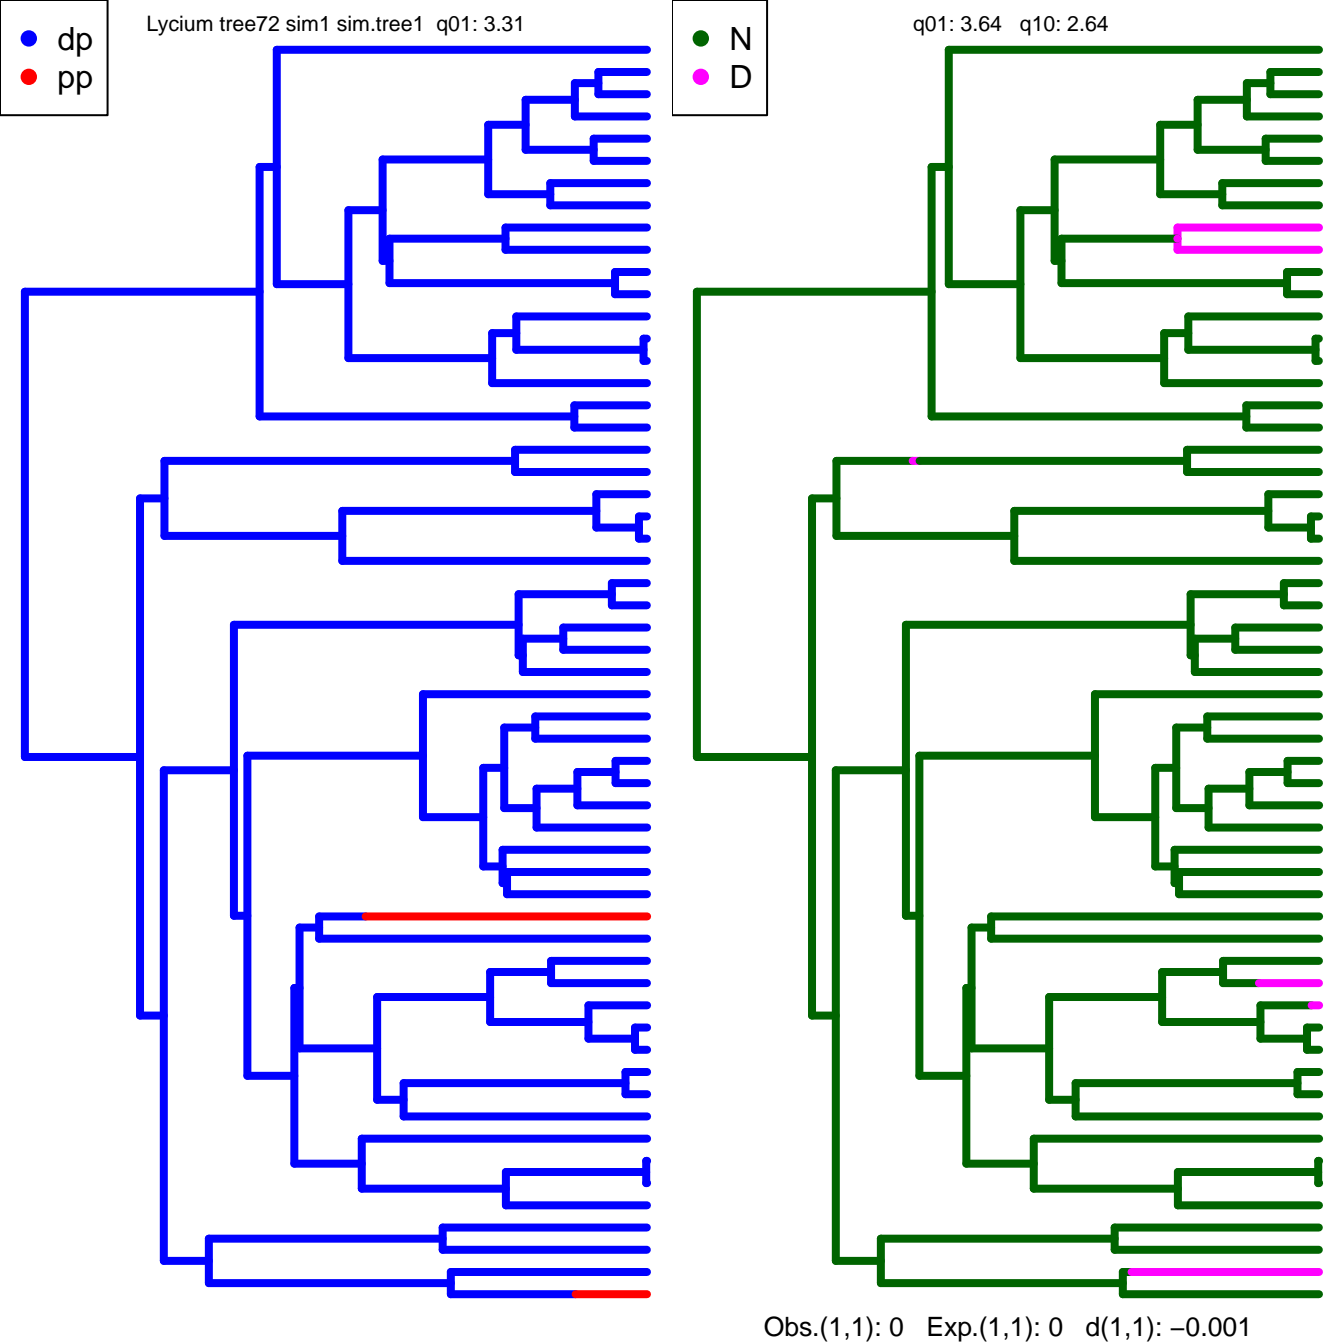 Lycium tree72 sim1 sim.tree1 q01: 3.31
dp
pp
q01: 3.64 q10: 2.64
N
D
Obs.(1,1): 0 Exp.(1,1): 0 d(1,1): −0.001